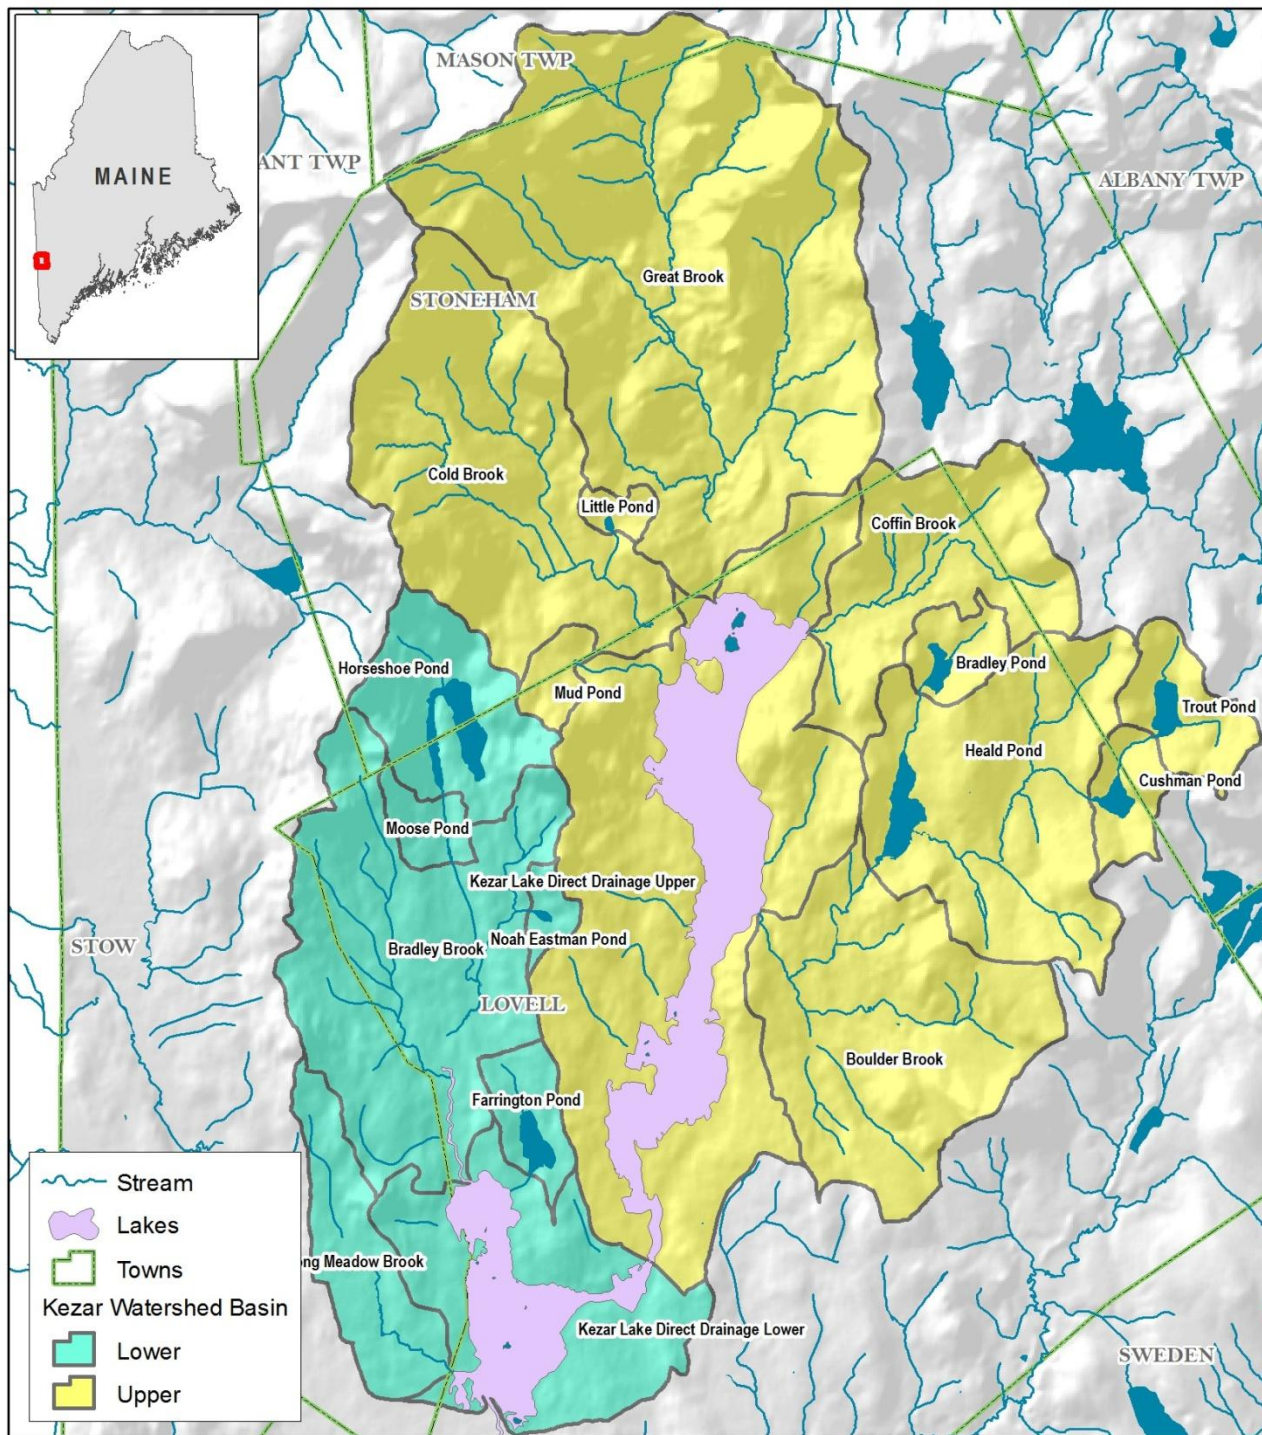 MASON TWP
MAINE
ANT TWP
ALBANY TWP
Great Brook
STONEHAM
Cold Brook
Little Pond
Coffin Brook
Horseshoe Pond
Mud Pond
Bradley Pond
Trout Pond
Heald Pond
Cushman Pond
Moose Pond
Kezar Lake Direct Drainage Upper
Noah Eastman Pond
STOW
Bradley Brook
LOVELL
Boulder Brook
Farrington Pond
ong Meadow Brook
Kezar Lake Direct Drainage Lower
SWEDEN
Stream
Lakes
Towns
Kezar Watershed Basin
Lower
Upper